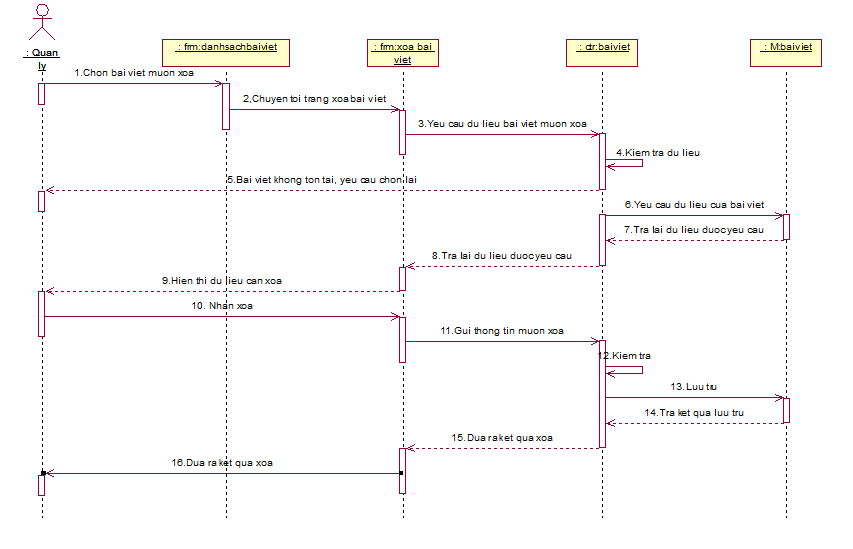 : Quan
ly
: frm:danhsachbaiviet
: frm:xoa bai
viet
: ctr:baiviet
: M:baiviet
1.Chon bai viet muon xoa
2,Chuyen toi trang xoa bai viet
3.Yeu cau du lieu bai viet muon xoa
4.Kiem tra du lieu
5.Bai viet khong ton tai, yeu cau chon lai
6.Yeu cau du lieu cua bai viet
7.Tra lai du lieu duoc yeu cau
8.Tra lai du lieu duoc yeu cau
9.Hien thi du lieu can xoa
10. Nhan xoa
11.Gui thong tin muon xoa
12.Kiem tra
13.Luu tru
14.Tra ket qua luu tru
15.Dua ra ket qua xoa
16.Dua ra ket qua xoa